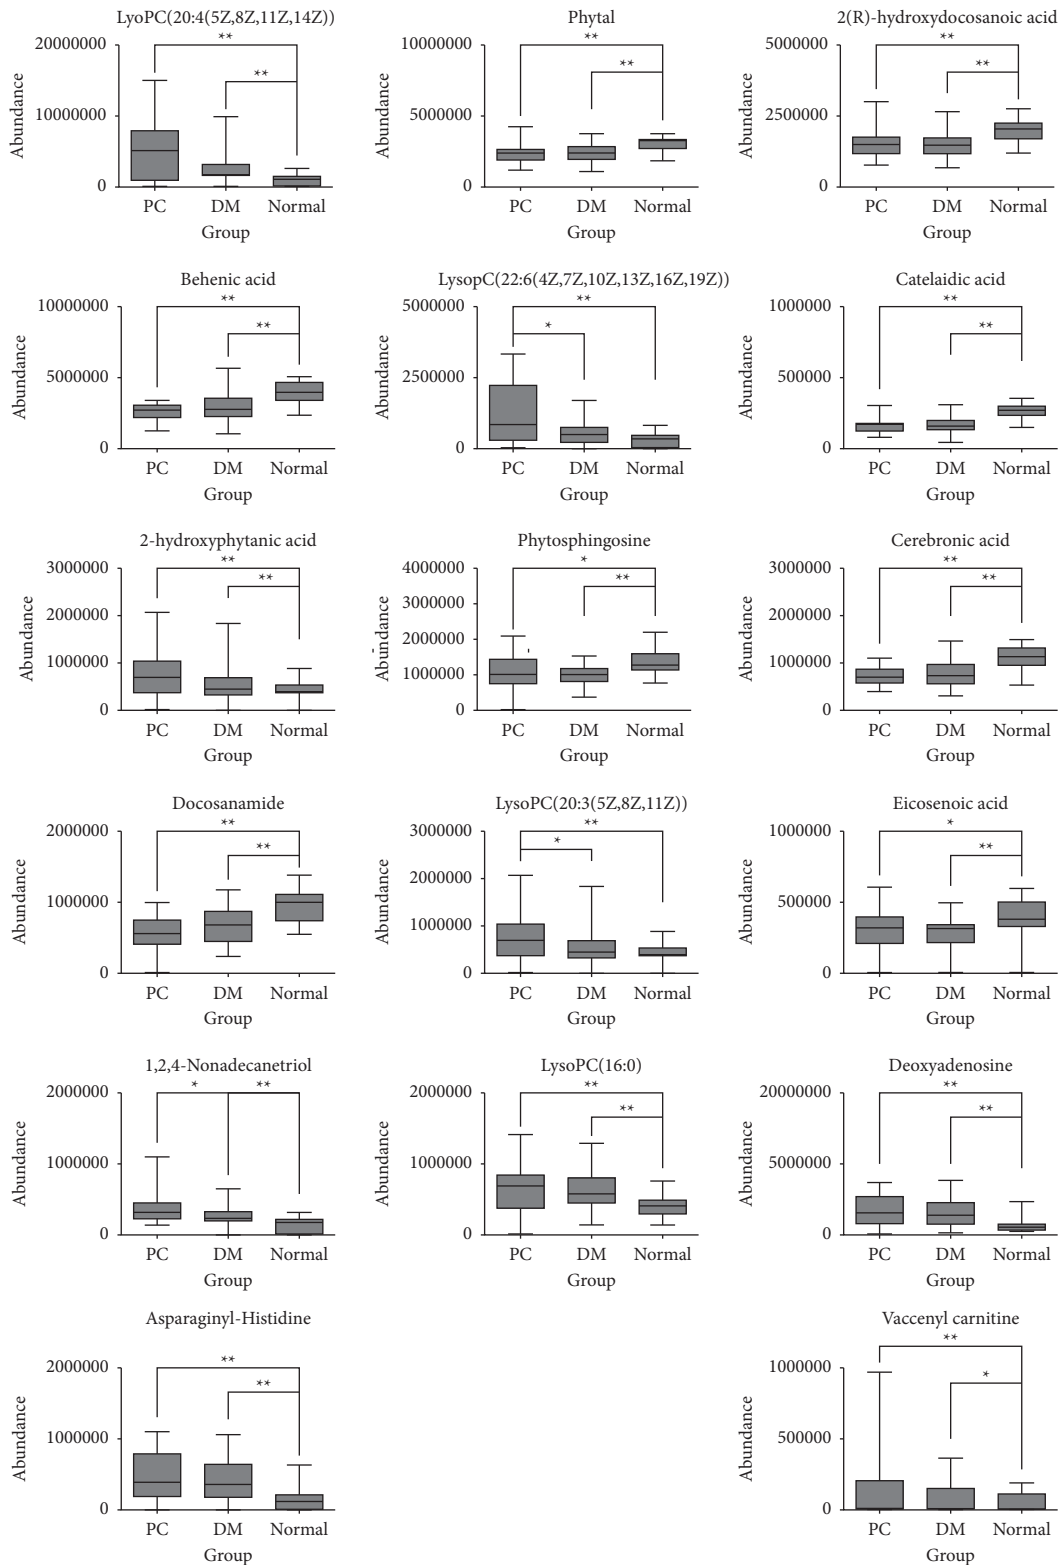 LyoPC(20:4(5Z,8Z,11Z,14Z))
20000000
10000000
0
Abundance
**
**
PC DM Normal
Group
Phytal
10000000
5000000
0
Abundance
**
**
PC DM Normal
Group
2(R)-hydroxydocosanoic acid
5000000
2500000
0
Abundance
**
**
PC DM Normal
Group
Behenic acid
10000000
5000000
0
Abundance
**
**
PC DM Normal
Group
LysopC(22:6(4Z,7Z,10Z,13Z,16Z,19Z))
5000000
2500000
0
Abundance
**
*
PC DM Normal
Group
Catelaidic acid
1000000
500000
0
Abundance
**
**
PC DM Normal
Group
2-hydroxyphytanic acid
3000000
2000000
1000000
0
Abundance
**
**
PC DM Normal
Group
Phytosphingosine
4000000
3000000
2000000
1000000
0
Abundance
*
**
PC DM Normal
Group
Cerebronic acid
3000000
2000000
1000000
0
Abundance
**
**
PC DM Normal
Group
Docosanamide
2000000
1000000
0
Abundance
**
**
PC DM Normal
Group
LysoPC(20:3(5Z,8Z,11Z))
3000000
2000000
1000000
0
Abundance
**
*
PC DM Normal
Group
Eicosenoic acid
1000000
500000
0
Abundance
*
**
PC DM Normal
Group
1,2,4-Nonadecanetriol
2000000
1000000
0
Abundance
* **
PC DM Normal
Group
LysoPC(16:0)
2000000
1000000
0
Abundance
**
**
PC DM Normal
Group
Deoxyadenosine
20000000
5000000
0
Abundance
**
**
PC DM Normal
Group
Asparaginyl-Histidine
2000000
1000000
0
Abundance
**
**
PC DM Normal
Group
Vaccenyl carnitine
1000000
500000
0
Abundance
**
*
PC DM Normal
Group